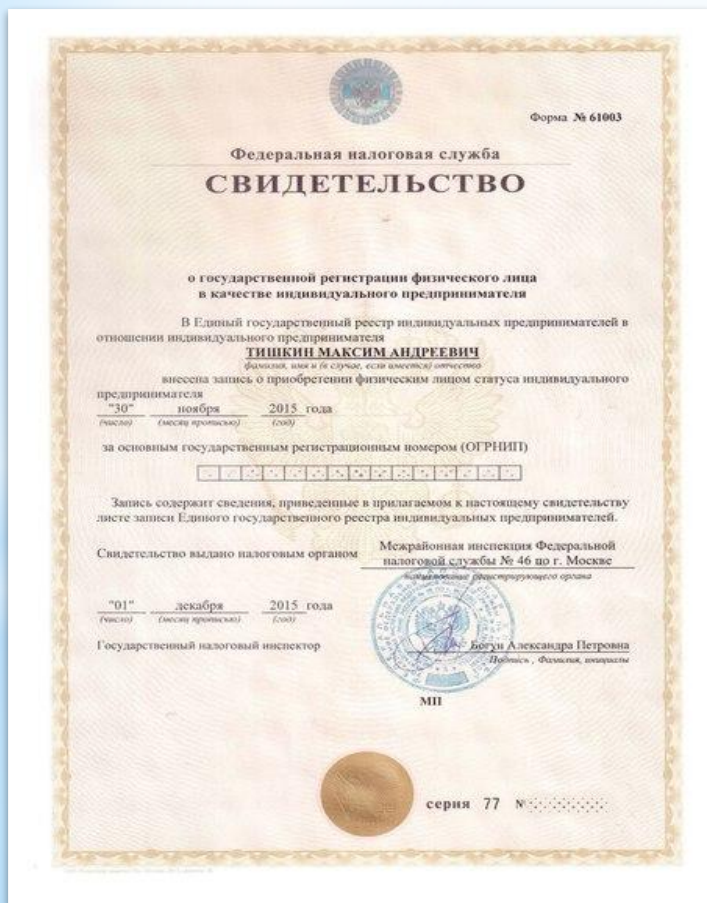 Форма № 61003
Федеральная налоговая служба
СВИДЕТЕЛЬСТВО
о государственной регистрации физического лица
в качестве индивидуального предпринимателя
В Единый государственный реестр индивидуальных предпринимателей в
отношении индивидуального предпринимателя
ТИШКИН МАКСИМ АНДРЕЕВИЧ
фамилия, имя и (в случае, если имеется) отчество
внесена запись о приобретении физическим лицом статуса индивидуального
предпринимателя
"30" ноября 2015 года
(число) (месяц прописью) (год)
за основным государственным регистрационным номером (ОГРНИП)
Запись содержит сведения, приведенные в прилагаемом к настоящему свидетельству
листе записи Единого государственного реестра индивидуальных предпринимателей.
Свидетельство выдано налоговым органом Межрайонная инспекция Федеральной
налоговой службы № 46 по г. Москве
наименование регистрирующего органа
"01" декабря 2015 года
(число) (месяц прописью) (год)
Государственный налоговый инспектор Богун Александра Петровна
Подпись , Фамилия, инициалы
МП
серия 77 №